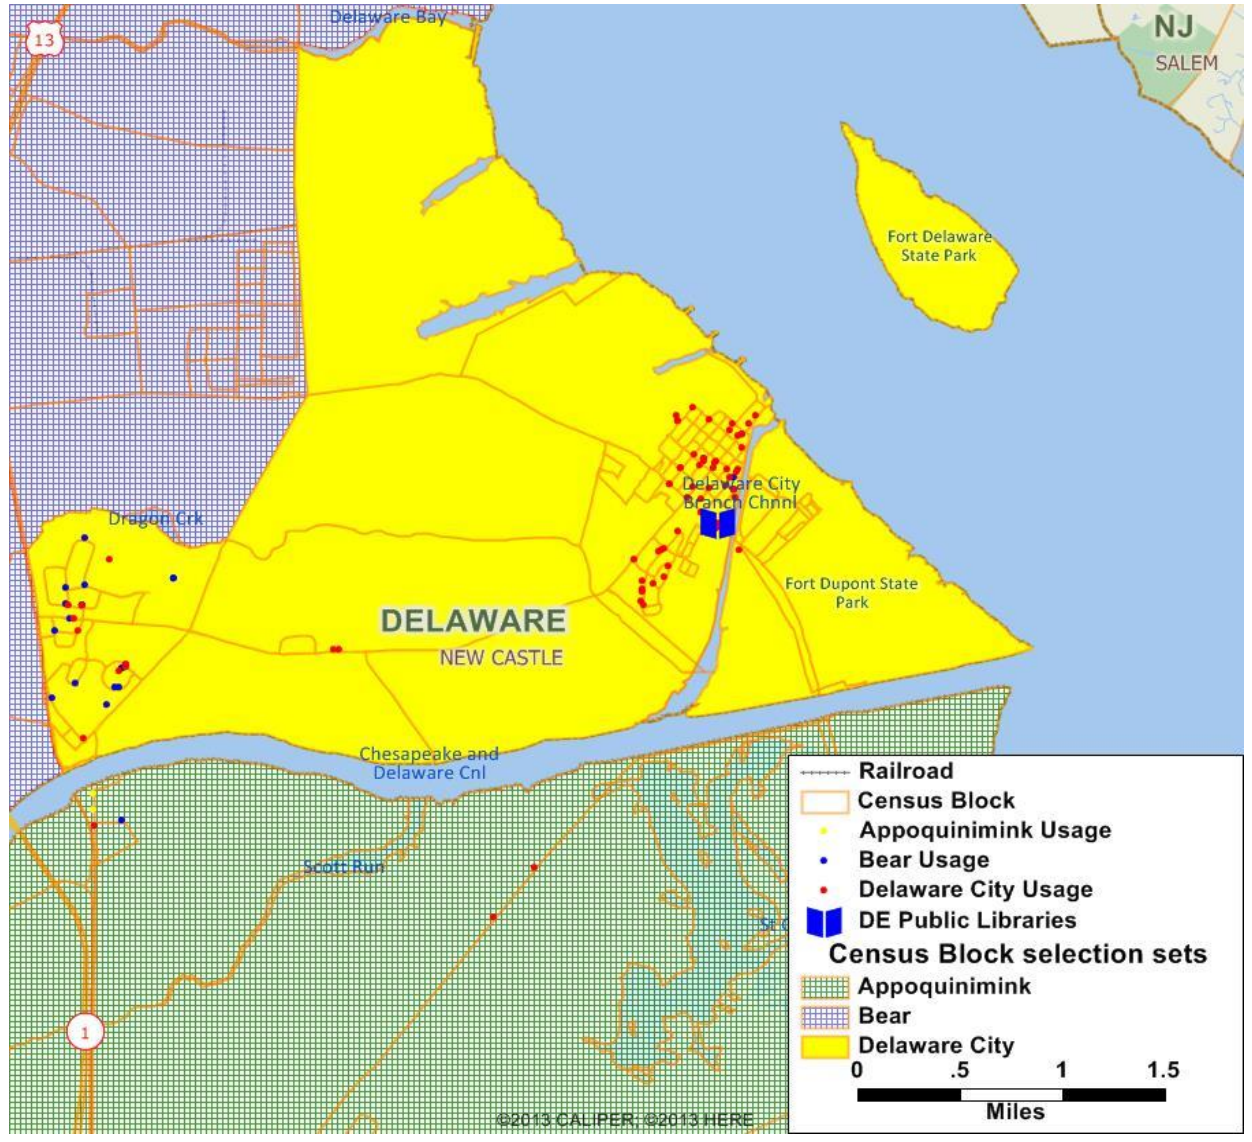 Delaware Bay
13
NJ
SALEM
Fort Delaware
State Park
Delaware City
Branch Chnnl
Dragon Crk
Fort Dupont State
Park
DELAWARE
NEW CASTLE
Chesapeake and
Delaware Cnl
Scott Run
1
Railroad
Census Block
Appoquinimink Usage
Bear Usage
Delaware City Usage
DE Public Libraries
Census Block selection sets
Appoquinimink
Bear
Delaware City
0 .5 1 1.5
Miles
©2013 CALIPER; ©2013 HERE